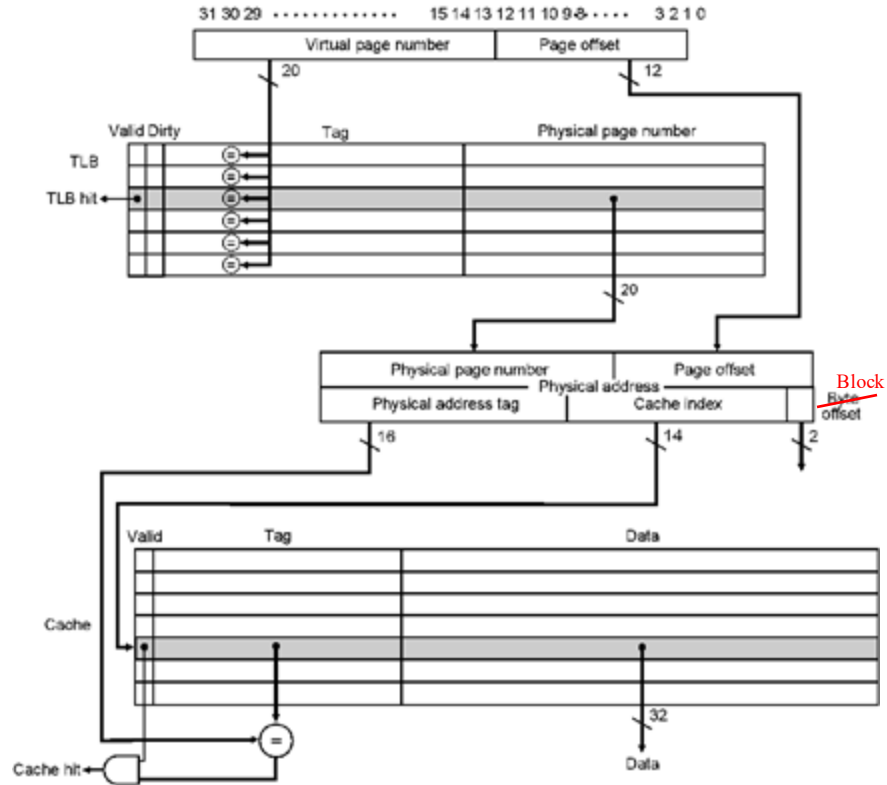 31 30 29 ·············· 15 14 13 12 11 10 9 8 ····· 3 2 1 0
Virtual page number Page offset
20 12
Valid Dirty Tag Physical page number
TLB
=
=
TLB hit =
=
=
=
20
Physical page number Page offset
Physical address
Block
Physical address tag Cache index Byte
offset
16 14 2
Valid Tag Data
Cache
32
=
Cache hit Data